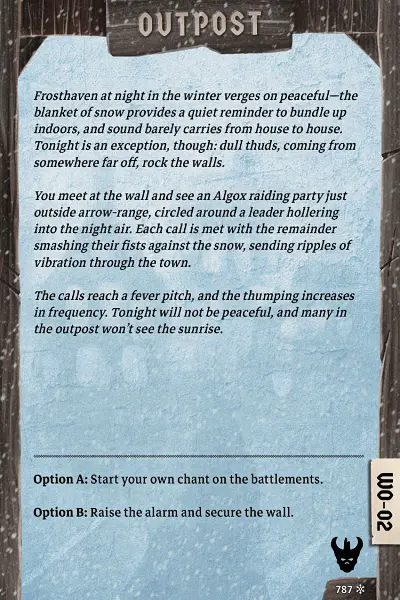 OUTPOST
Frosthaven at night in the winter verges on peaceful—the
blanket of snow provides a quiet reminder to bundle up
indoors, and sound barely carries from house to house.
Tonight is an exception, though: dull thuds, coming from
somewhere far off, rock the walls.
You meet at the wall and see an Algox raiding party just
outside arrow-range, circled around a leader hollering
into the night air. Each call is met with the remainder
smashing their fists against the snow, sending ripples of
vibration through the town.
The calls reach a fever pitch, and the thumping increases
in frequency. Tonight will not be peaceful, and many in
the outpost won't see the sunrise.
Option A: Start your own chant on the battlements.
Option B: Raise the alarm and secure the wall.
WO-02
787